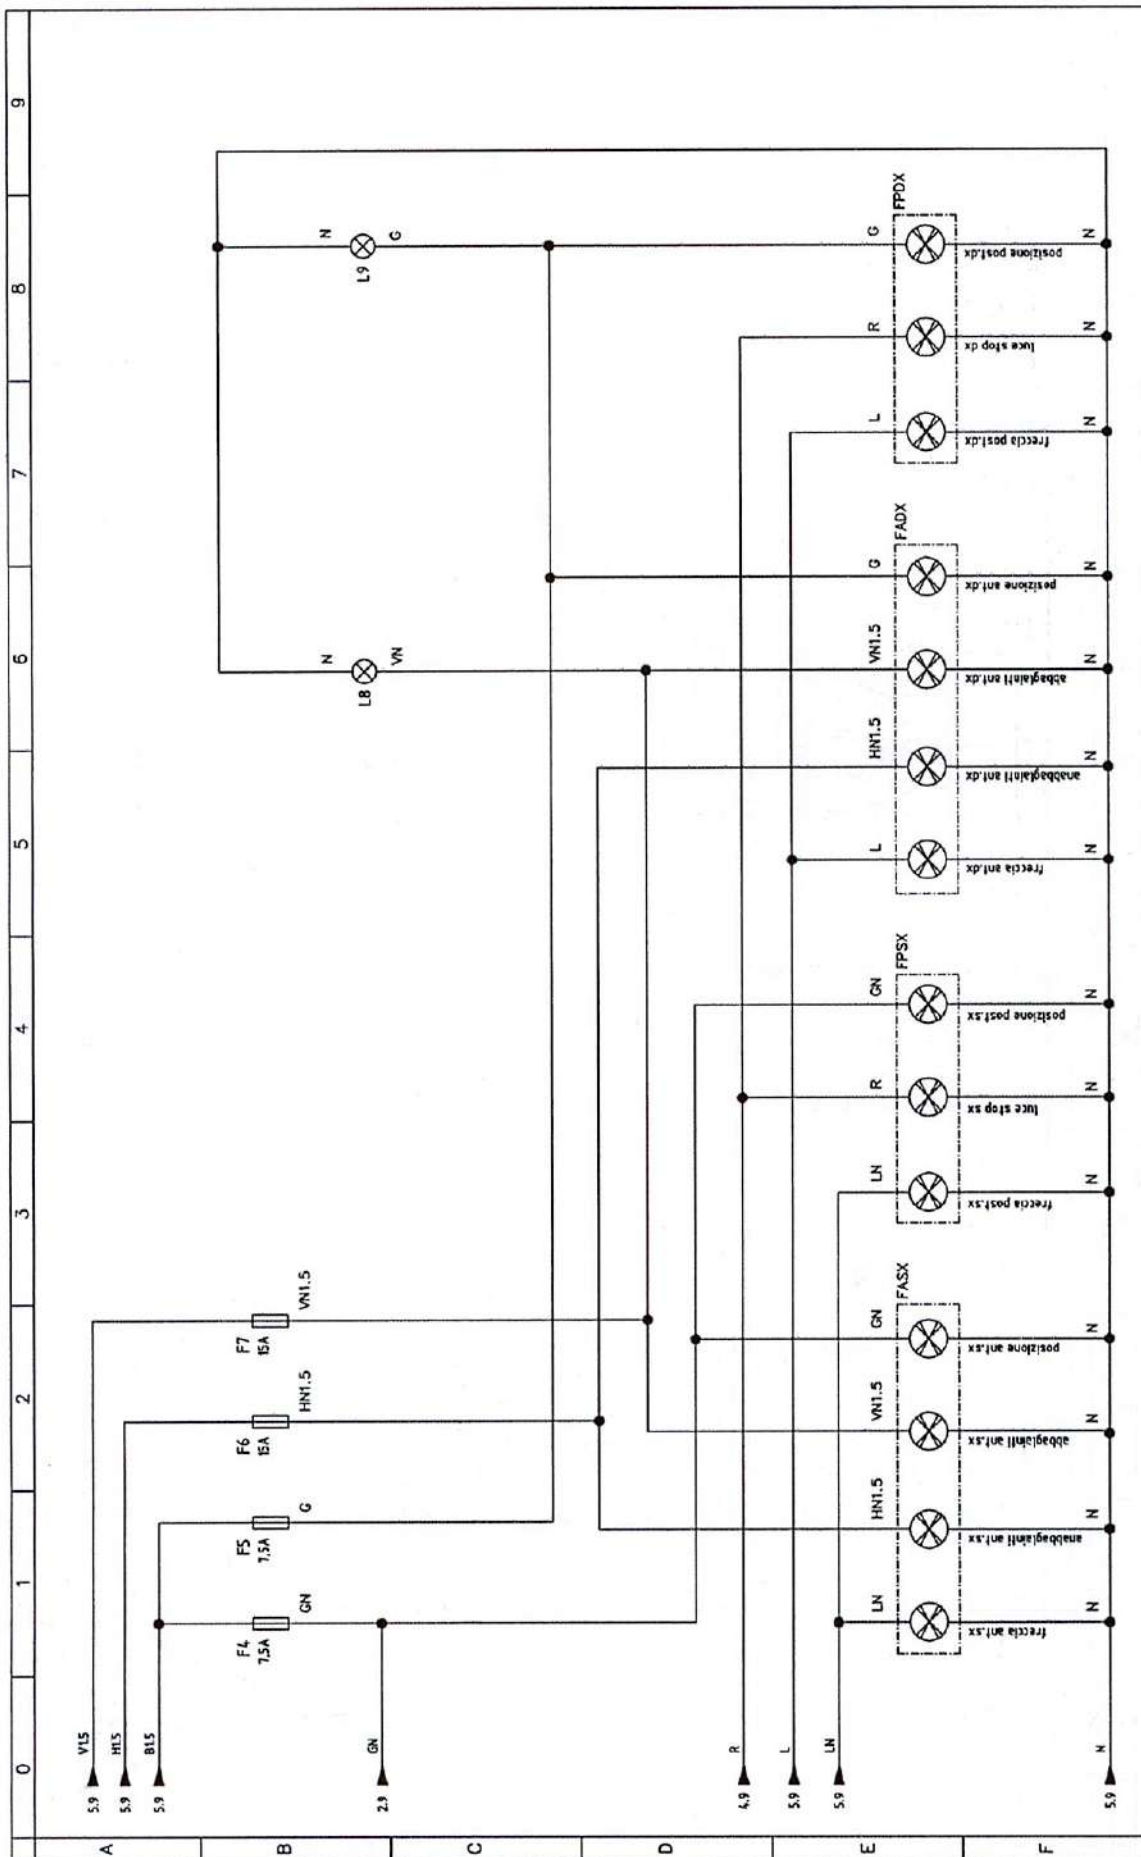 0 1 2 3 4 5 6 7 8 9
A
B
C
D
E
F
5.9 V1.5
5.9 H1.5
5.9 B1.5
2.9 GN
4.9 R
5.9 L
5.9 LN
5.9 N
F4
7,5A
GN
F5
7,5A
G
F6
15A
HN1.5
F7
15A
VN1.5
N
L8
VN
N
L9
G
FASX
LN
HN1.5
VN1.5
GN
freccia ant.sx
anabbaglainti ant.sx
abbaglainti ant.sx
posizione ant.sx
N N N N
FPSX
LN
R
GN
freccia post.sx
luce stop sx
posizione post.sx
N N N
FADX
L
HN1.5
VN1.5
G
freccia ant.dx
anabbaglainti ant.dx
abbaglainti ant.dx
posizione ant.dx
N N N N
FPDX
L
R
G
freccia post.dx
luce stop dx
posizione post.dx
N N N